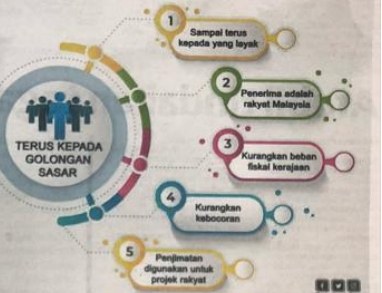 1
Sampai terus
kepada yang layak
2
Penerima adalah
rakyat Malaysia
TERUS KEPADA
GOLONGAN
SASAR
3
Kurangkan beban
fiskal kerajaan
4
Kurangkan
kebocoran
5
Penjimatan
digunakan untuk
projek rakyat